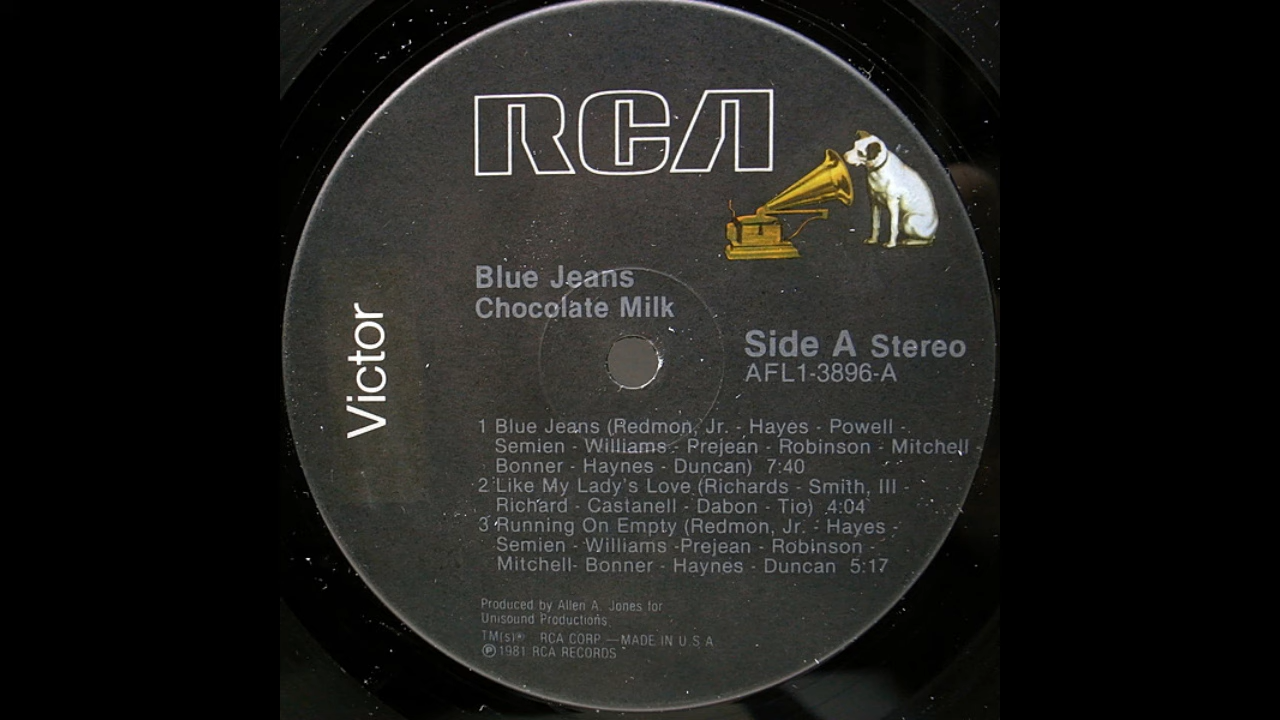 RCA
Blue Jeans
Chocolate Milk
Victor
Side A Stereo
AFL1-3896-A
1 Blue Jeans (Redmon, Jr. - Hayes - Powell -
Semien - Williams - Prejean - Robinson - Mitchell -
Bonner - Haynes - Duncan) 7:40
2 Like My Lady's Love (Richards - Smith, III -
Richard - Castanell - Dabon - Tio) 4:04
3 Running On Empty (Redmon, Jr. - Hayes -
Semien - Williams -Prejean - Robinson -
Mitchell- Bonner - Haynes - Duncan 5:17
Produced by Allen A. Jones for
Unisound Productions
TM(s)® RCA CORP —MADE IN U.S.A
℗1981 RCA RECORDS